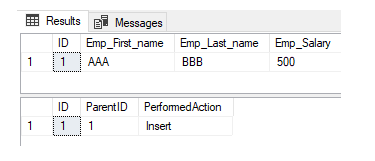 Results Messages
ID Emp_First_name Emp_Last_name Emp_Salary
1 1 AAA BBB 500
ID ParentID PerformedAction
1 1 1 Insert